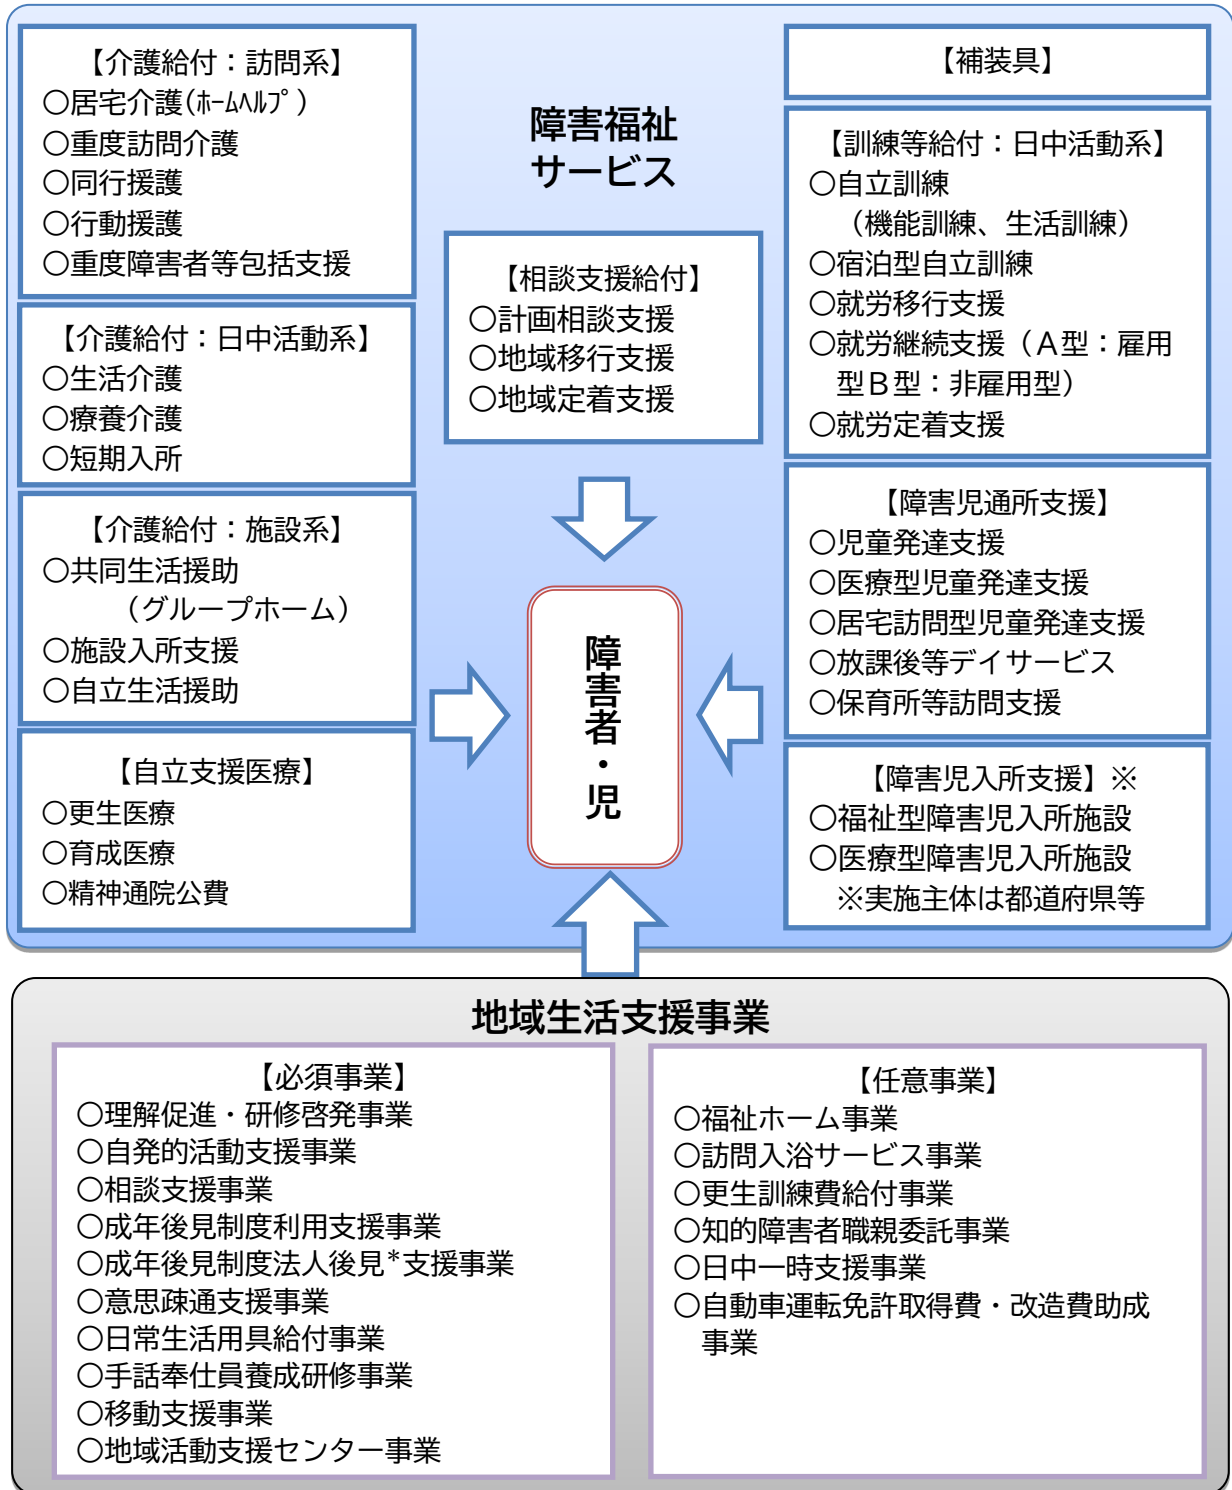 【介護給付：訪問系】
○居宅介護(ﾎｰﾑﾍﾙﾌﾟ)
○重度訪問介護
○同行援護
○行動援護
○重度障害者等包括支援
【介護給付：日中活動系】
○生活介護
○療養介護
○短期入所
【介護給付：施設系】
○共同生活援助
（グループホーム）
○施設入所支援
○自立生活援助
【自立支援医療】
○更生医療
○育成医療
○精神通院公費
障害福祉
サービス
【相談支援給付】
○計画相談支援
○地域移行支援
○地域定着支援
障害者・児
【補装具】
【訓練等給付：日中活動系】
○自立訓練
（機能訓練、生活訓練）
○宿泊型自立訓練
○就労移行支援
○就労継続支援（Ａ型：雇用
型Ｂ型：非雇用型）
○就労定着支援
【障害児通所支援】
○児童発達支援
○医療型児童発達支援
○居宅訪問型児童発達支援
○放課後等デイサービス
○保育所等訪問支援
【障害児入所支援】※
○福祉型障害児入所施設
○医療型障害児入所施設
※実施主体は都道府県等
地域生活支援事業
【必須事業】
○理解促進・研修啓発事業
○自発的活動支援事業
○相談支援事業
○成年後見制度利用支援事業
○成年後見制度法人後見*支援事業
○意思疎通支援事業
○日常生活用具給付事業
○手話奉仕員養成研修事業
○移動支援事業
○地域活動支援センター事業
【任意事業】
○福祉ホーム事業
○訪問入浴サービス事業
○更生訓練費給付事業
○知的障害者職親委託事業
○日中一時支援事業
○自動車運転免許取得費・改造費助成
事業